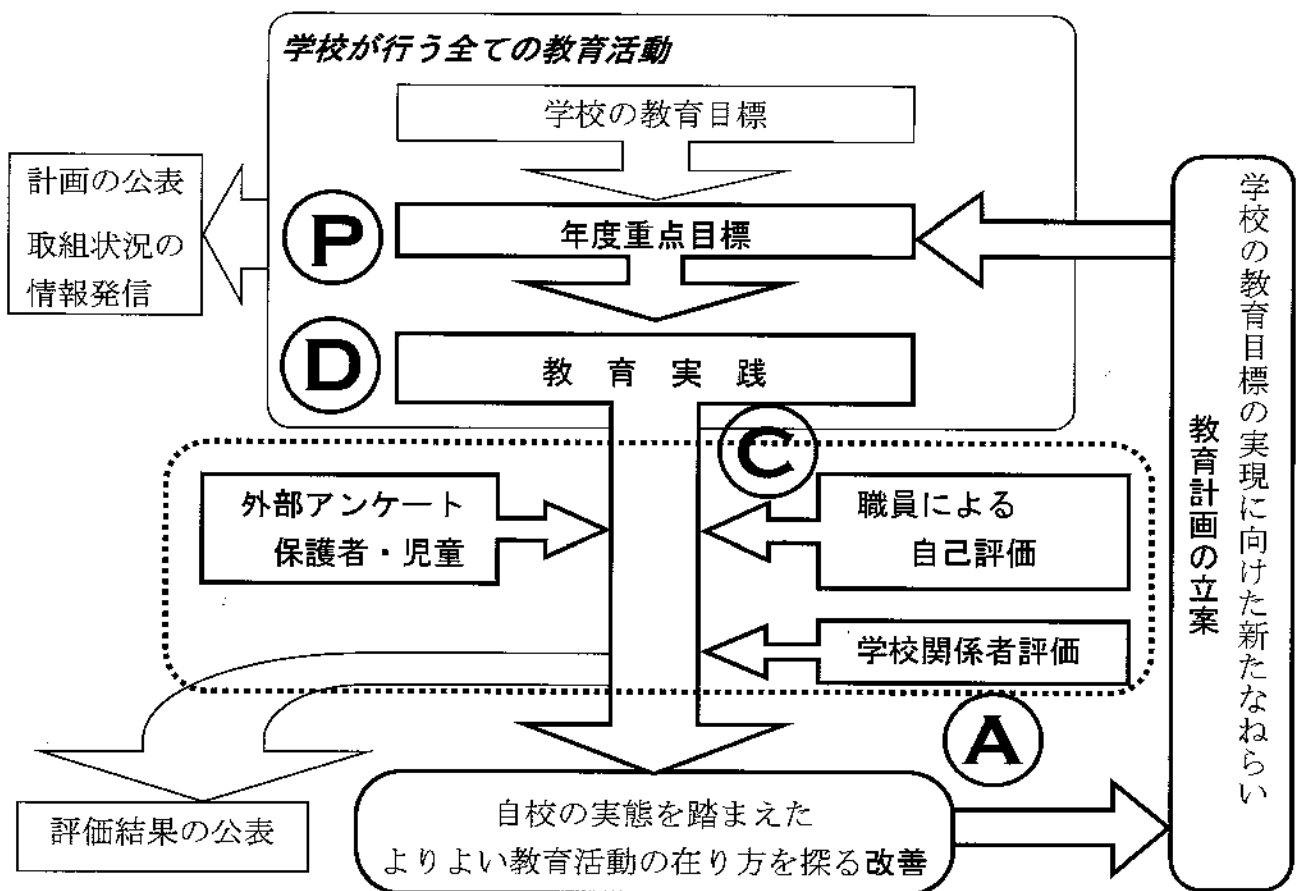 学校が行う全ての教育活動
学校の教育目標
計画の公表
取組状況の
情報発信
P
年度重点目標
D
教育実践
C
外部アンケート
保護者・児童
職員による
自己評価
学校関係者評価
A
評価結果の公表
自校の実態を踏まえた
よりよい教育活動の在り方を探る改善
学校の教育目標の実現に向けた新たなねらい
教育計画の立案